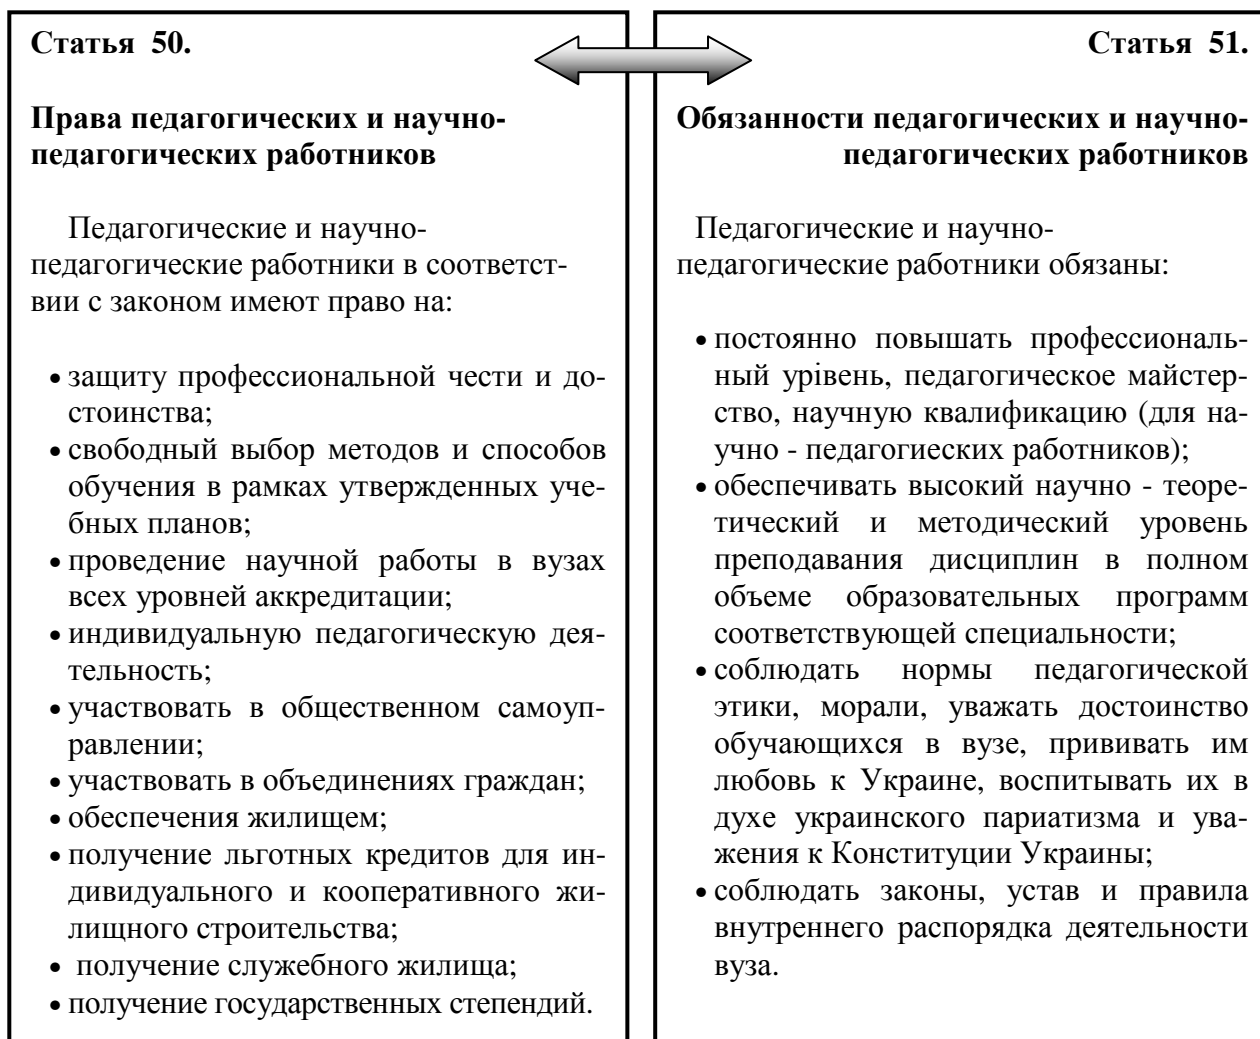 Статья  50.
Права педагогических и научно-
педагогических работников
Педагогические и научно-
педагогические работники в соответст-
вии с законом имеют право на:
• защиту профессиональной чести и до-
стоинства;
• свободный выбор методов и способов
обучения в рамках утвержденных уче-
бных планов;
• проведение научной работы в вузах
всех уровней аккредитации;
• индивидуальную педагогическую дея-
тельность;
• участвовать в общественном самоуп-
равлении;
• участвовать в объединениях граждан;
• обеспечения жилищем;
• получение льготных кредитов для ин-
дивидуального и кооперативного жи-
лищного строительства;
• получение служебного жилища;
• получение государственных степендий.
Статья  51.
Обязанности педагогических и научно-
педагогических работников
Педагогические и научно-
педагогические работники обязаны:
• постоянно повышать профессиональ-
ный урівень, педагогическое майстер-
ство, научную квалификацию (для на-
учно - педагогиеских работников);
• обеспечивать высокий научно - теоре-
тический и методический уровень
преподавания дисциплин в полном
объеме образовательных программ
соответствующей специальности;
• соблюдать нормы педагогической
этики, морали, уважать достоинство
обучающихся в вузе, прививать им
любовь к Украине, воспитывать их в
духе украинского париатизма и ува-
жения к Конституции Украины;
• соблюдать законы, устав и правила
внутреннего распорядка деятельности
вуза.